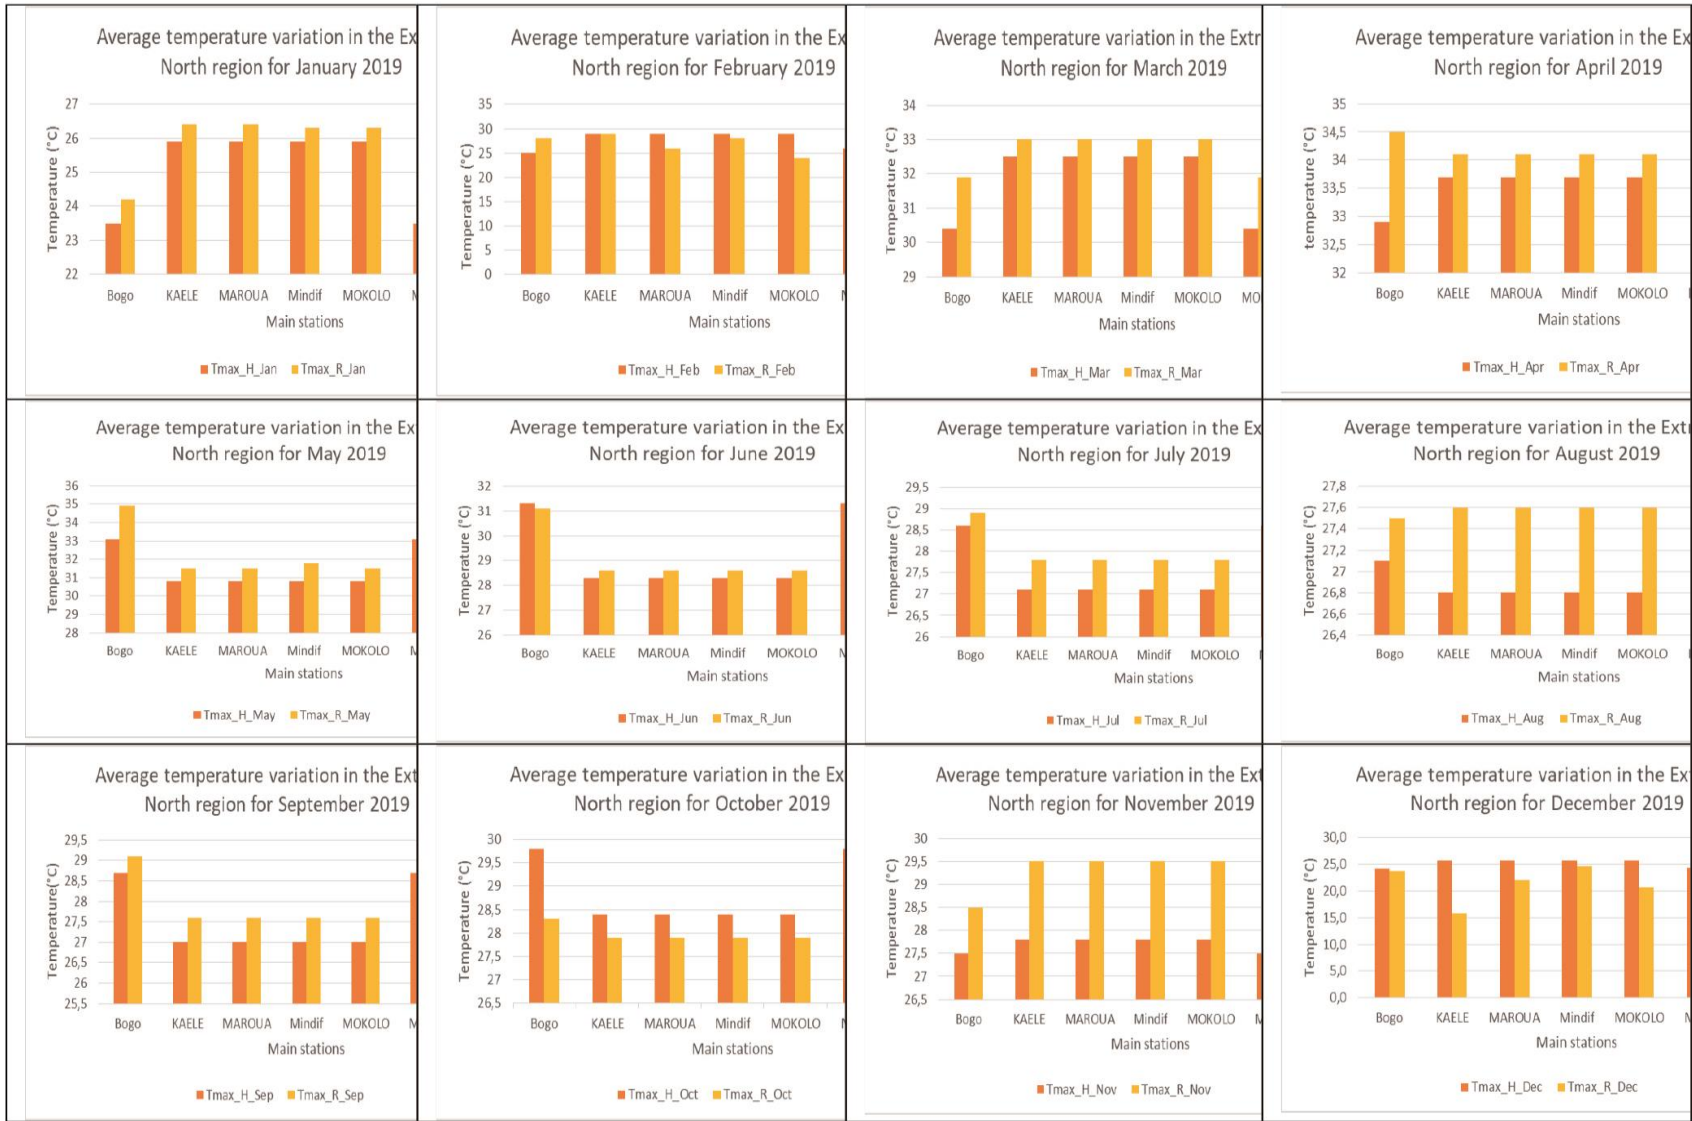 Average temperature variation in the Ex
North region for January 2019
Temperature (°C)
27
26
25
24
23
22
Bogo KAELE MAROUA Mindif MOKOLO
Main stations
Tmax_H_Jan Tmax_R_Jan
Average temperature variation in the Ex
North region for February 2019
Temperature (°C)
35
30
25
20
15
10
5
0
Bogo KAELE MAROUA Mindif MOKOLO
Main stations
Tmax_H_Feb Tmax_R_Feb
Average temperature variation in the Extr
North region for March 2019
Temperature (°C)
34
33
32
31
30
29
Bogo KAELE MAROUA Mindif MOKOLO MO
Main stations
Tmax_H_Mar Tmax_R_Mar
Average temperature variation in the Ex
North region for April 2019
temperature (°C)
35
34,5
34
33,5
33
32,5
32
Bogo KAELE MAROUA Mindif MOKOLO
Main stations
Tmax_H_Apr Tmax_R_Apr
Average temperature variation in the Ex
North region for May 2019
Temperature (°C)
36
35
34
33
32
31
30
29
28
Bogo KAELE MAROUA Mindif MOKOLO
Main stations
Tmax_H_May Tmax_R_May
Average temperature variation in the Ex
North region for June 2019
Temperature (°C)
32
31
30
29
28
27
26
Bogo KAELE MAROUA Mindif MOKOLO
Main stations
Tmax_H_Jun Tmax_R_Jun
Average temperature variation in the Ex
North region for July 2019
Temperature (°C)
29,5
29
28,5
28
27,5
27
26,5
26
Bogo KAELE MAROUA Mindif MOKOLO
Main stations
Tmax_H_Jul Tmax_R_Jul
Average temperature variation in the Extr
North region for August 2019
Temperature (°C)
27,8
27,6
27,4
27,2
27
26,8
26,6
26,4
Bogo KAELE MAROUA Mindif MOKOLO
Main stations
Tmax_H_Aug Tmax_R_Aug
Average temperature variation in the Ext
North region for September 2019
Temperature(°C)
29,5
29
28,5
28
27,5
27
26,5
26
25,5
Bogo KAELE MAROUA Mindif MOKOLO
Main stations
Tmax_H_Sep Tmax_R_Sep
Average temperature variation in the Ex
North region for October 2019
Temperature (°C)
30
29,5
29
28,5
28
27,5
27
26,5
Bogo KAELE MAROUA Mindif MOKOLO
Main stations
Tmax_H_Oct Tmax_R_Oct
Average temperature variation in the Ext
North region for November 2019
Temperature (°C)
30
29,5
29
28,5
28
27,5
27
26,5
Bogo KAELE MAROUA Mindif MOKOLO
Main stations
Tmax_H_Nov Tmax_R_Nov
Average temperature variation in the Ex
North region for December 2019
Temperature (°C)
30,0
25,0
20,0
15,0
10,0
5,0
0,0
Bogo KAELE MAROUA Mindif MOKOLO
Main stations
Tmax_H_Dec Tmax_R_Dec